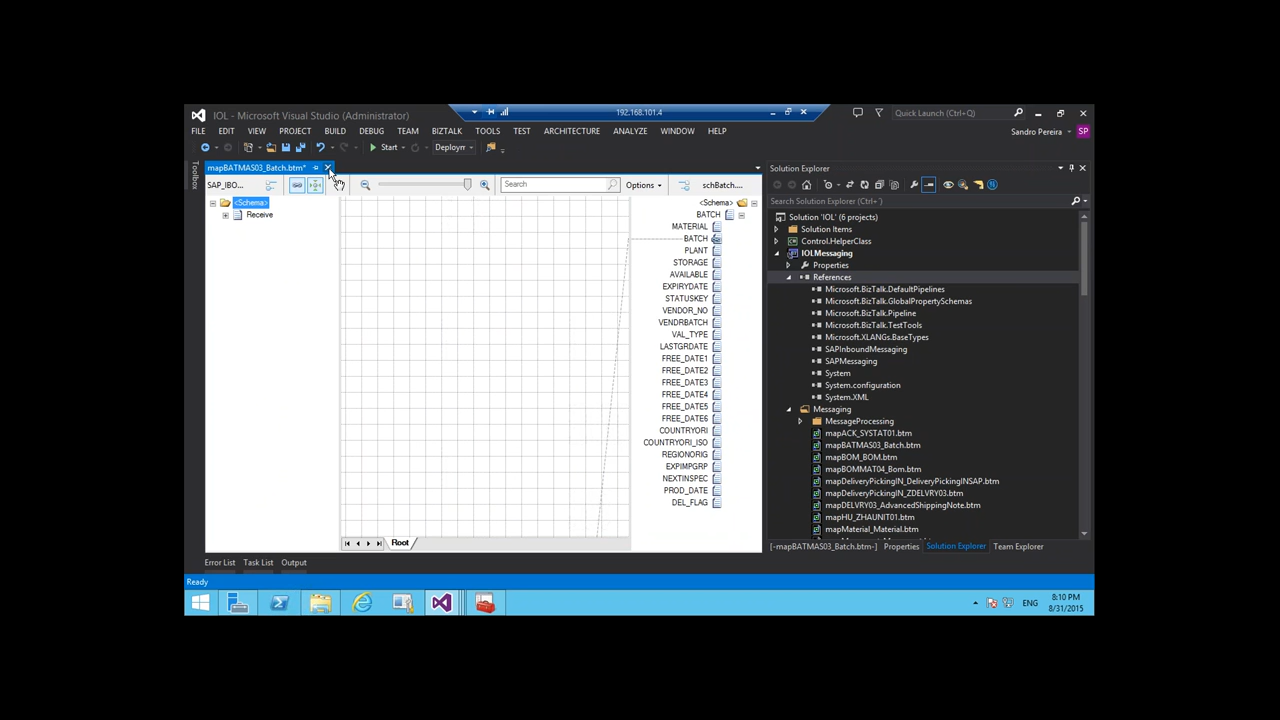 IOL - Microsoft Visual Studio (Administrator)
192.168.101.4
Quick Launch (Ctrl+Q)
FILE EDIT VIEW PROJECT BUILD DEBUG TEAM BIZTALK TOOLS TEST ARCHITECTURE ANALYZE WINDOW HELP
Sandro Pereira SP
Start Deployr
Toolbox
mapBATMAS03_Batch.btm*
SAP_IBO...
Search
Options
schBatch....
<Schema>
Receive
<Schema>
BATCH
MATERIAL
BATCH
PLANT
STORAGE
AVAILABLE
EXPIRYDATE
STATUSKEY
VENDOR_NO
VENDRBATCH
VAL_TYPE
LASTGRDATE
FREE_DATE1
FREE_DATE2
FREE_DATE3
FREE_DATE4
FREE_DATE5
FREE_DATE6
COUNTRYORI
COUNTRYORI_ISO
REGIONORIG
EXPIMPGRP
NEXTINSPEC
PROD_DATE
DEL_FLAG
Root
Solution Explorer
Search Solution Explorer (Ctrl+')
Solution 'IOL' (6 projects)
Solution Items
Control.HelperClass
IOLMessaging
Properties
References
Microsoft.BizTalk.DefaultPipelines
Microsoft.BizTalk.GlobalPropertySchemas
Microsoft.BizTalk.Pipeline
Microsoft.BizTalk.TestTools
Microsoft.XLANGs.BaseTypes
SAPInboundMessaging
SAPMessaging
System
System.configuration
System.XML
Messaging
MessageProcessing
mapACK_SYSTAT01.btm
mapBATMAS03_Batch.btm
mapBOM_BOM.btm
mapBOMMAT04_Bom.btm
mapDeliveryPickingIN_DeliveryPickingINSAP.btm
mapDeliveryPickingIN_ZDELVRY03.btm
mapDELVRY03_AdvancedShippingNote.btm
mapHU_ZHAUNIT01.btm
mapMaterial_Material.btm
[-mapBATMAS03_Batch.btm-] Properties Solution Explorer Team Explorer
Error List Task List Output
Ready
ENG
8:10 PM
8/31/2015